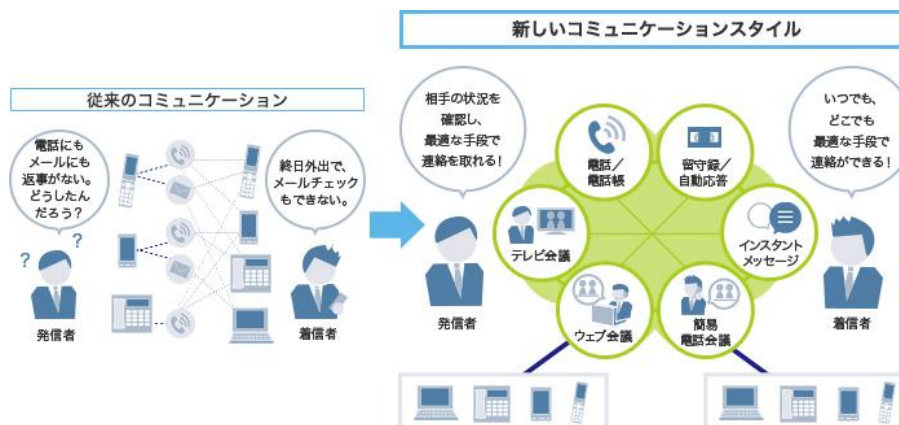 従来のコミュニケーション
電話にも
メールにも
返事がない。
どうしたん
だろう？
終日外出で、
メールチェック
もできない。
?
?
発信者
着信者
新しいコミュニケーションスタイル
相手の状況を
確認し、
最適な手段で
連絡を取れる！
いつでも、
どこでも
最適な手段で
連絡ができる！
電話／
電話帳
留守録／
自動応答
テレビ会議
インスタント
メッセージ
ウェブ会議
簡易
電話会議
発信者
着信者